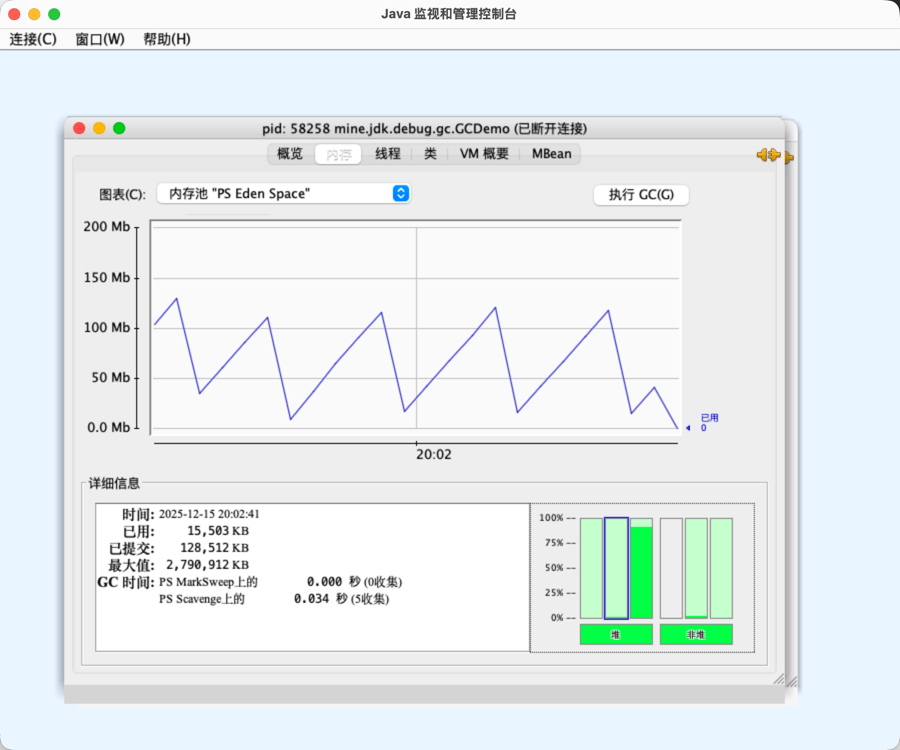 Java 监视和管理控制台
连接(C) 窗口(W) 帮助(H)
pid: 58258 mine.jdk.debug.gc.GCDemo (已断开连接)
概览 内存 线程 类 VM 概要 MBean
图表(C): 内存池 "PS Eden Space" 执行 GC(G)
200 Mb
150 Mb
100 Mb
50 Mb
0.0 Mb
已用
0
20:02
详细信息
时间: 2025-12-15 20:02:41
已用: 15,503 KB
已提交: 128,512 KB
最大值: 2,790,912 KB
GC 时间: PS MarkSweep上的 0.000 秒 (0收集)
PS Scavenge上的 0.034 秒 (5收集)
100% --
75% --
50% --
25% --
0% --
堆 非堆